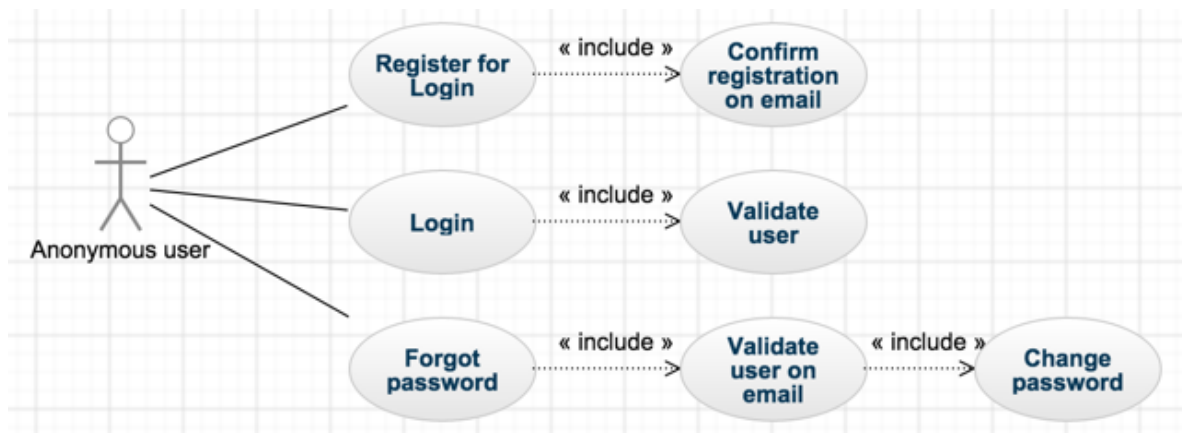 Register for
Login
« include »
Confirm
registration
on email
Anonymous user
Login
« include »
Validate
user
Forgot
password
« include »
Validate
user on
email
« include »
Change
password